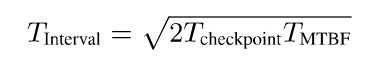 T_Interval = √(2T_checkpoint T_MTBF)